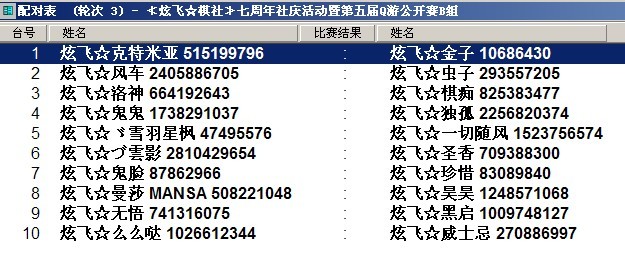 配对表 (轮次 3) - ≮炫飞☆棋社≯七周年社庆活动暨第五届Q游公开赛B组
台号 姓名 比赛结果 姓名
1 炫飞☆克特米亚 515199796 : 炫飞☆金子 10686430
2 炫飞☆风车 2405886705 : 炫飞☆虫子 293557205
3 炫飞☆洛神 664192643 : 炫飞☆棋痴 825383477
4 炫飞☆鬼鬼 1738291037 : 炫飞☆独孤 2256820374
5 炫飞☆ゞ雪羽星枫 47495576 : 炫飞☆一切随风 1523756574
6 炫飞☆づ雲影 2810429654 : 炫飞☆圣香 709388300
7 炫飞☆鬼脸 87862966 : 炫飞☆珍惜 83089840
8 炫飞☆曼莎 MANSA 508221048 : 炫飞☆昊昊 1248571068
9 炫飞☆无悟 741316075 : 炫飞☆黑启 1009748127
10 炫飞☆么么哒 1026612344 : 炫飞☆威士忌 270886997